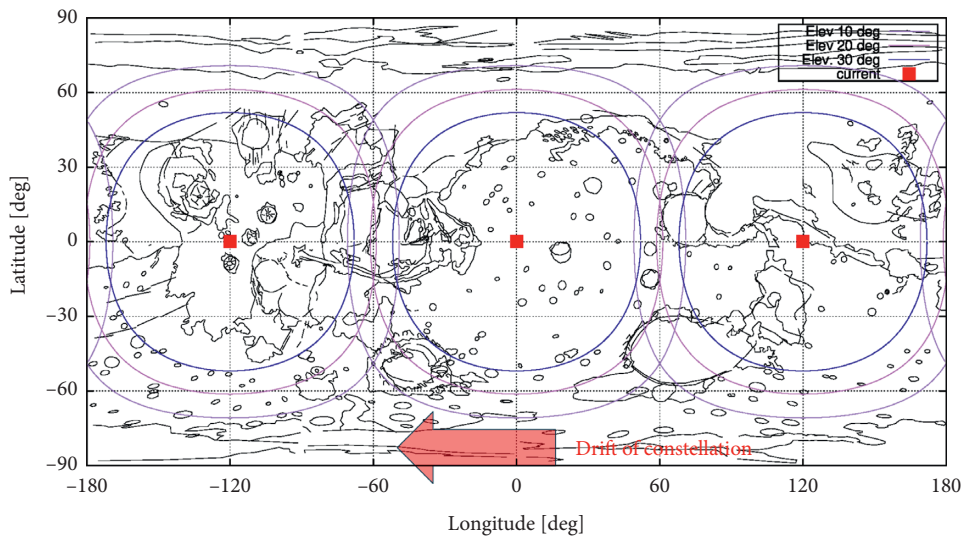 90
60
30
0
–30
–60
–90
Latitude [deg]
Elev 10 deg
Elev 20 deg
Elev. 30 deg
current
Drift of constellation
–180
–120
–60
0
60
120
180
Longitude [deg]